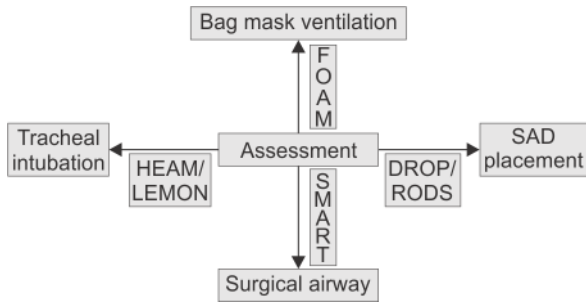 Bag mask ventilation
FOAM
Tracheal
intubation
HEAM/
LEMON
Assessment
DROP/
RODS
SAD
placement
SMART
Surgical airway